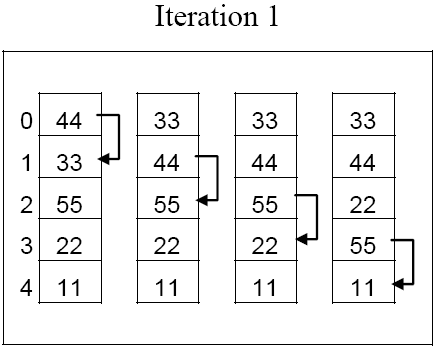 Iteration 1
0 44 33 33 33
1 33 44 44 44
2 55 55 55 22
3 22 22 22 55
4 11 11 11 11